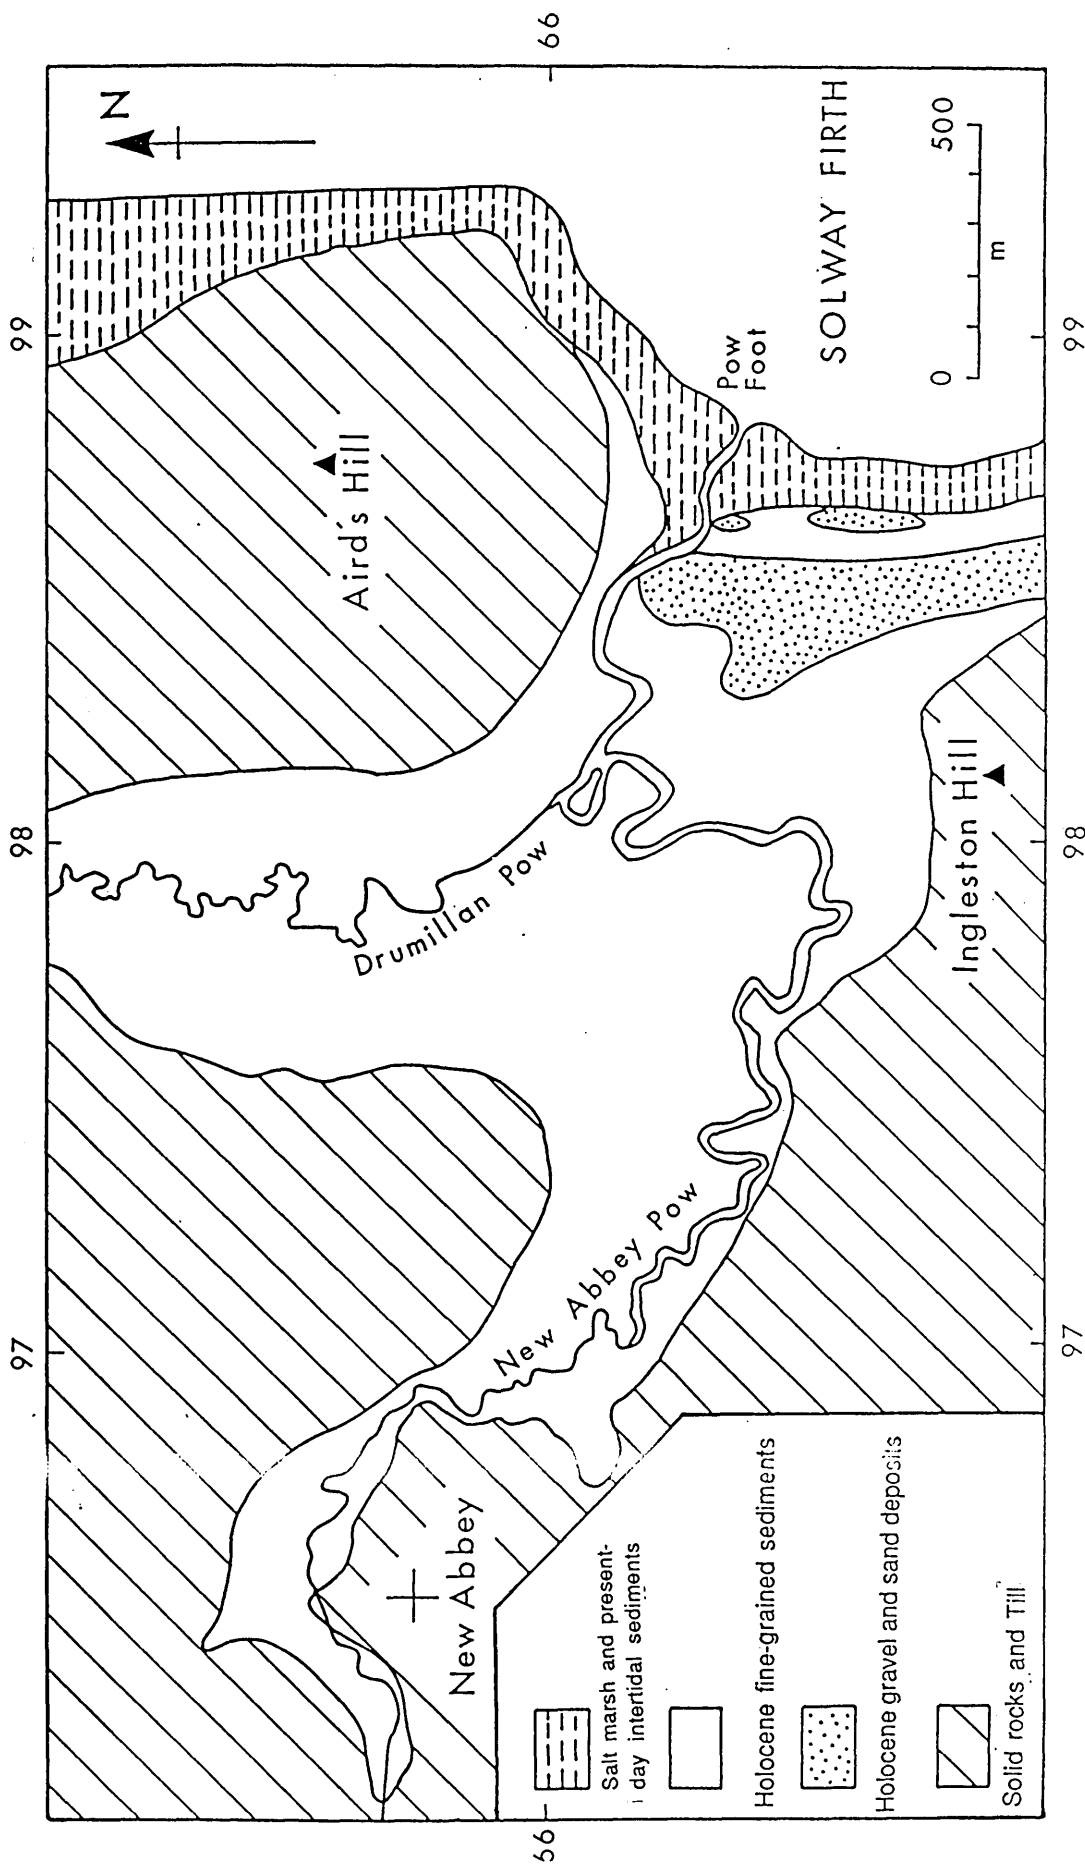 97
98
99
N
66
66
Aird's Hill
Drumillan Pow
New Abbey Pow
New Abbey
Ingleston Hill
Pow
Foot
SOLWAY FIRTH
0
500
m
Salt marsh and present-
day intertidal sediments
Holocene fine-grained sediments
Holocene gravel and sand deposits
Solid rocks and Till
97
98
99